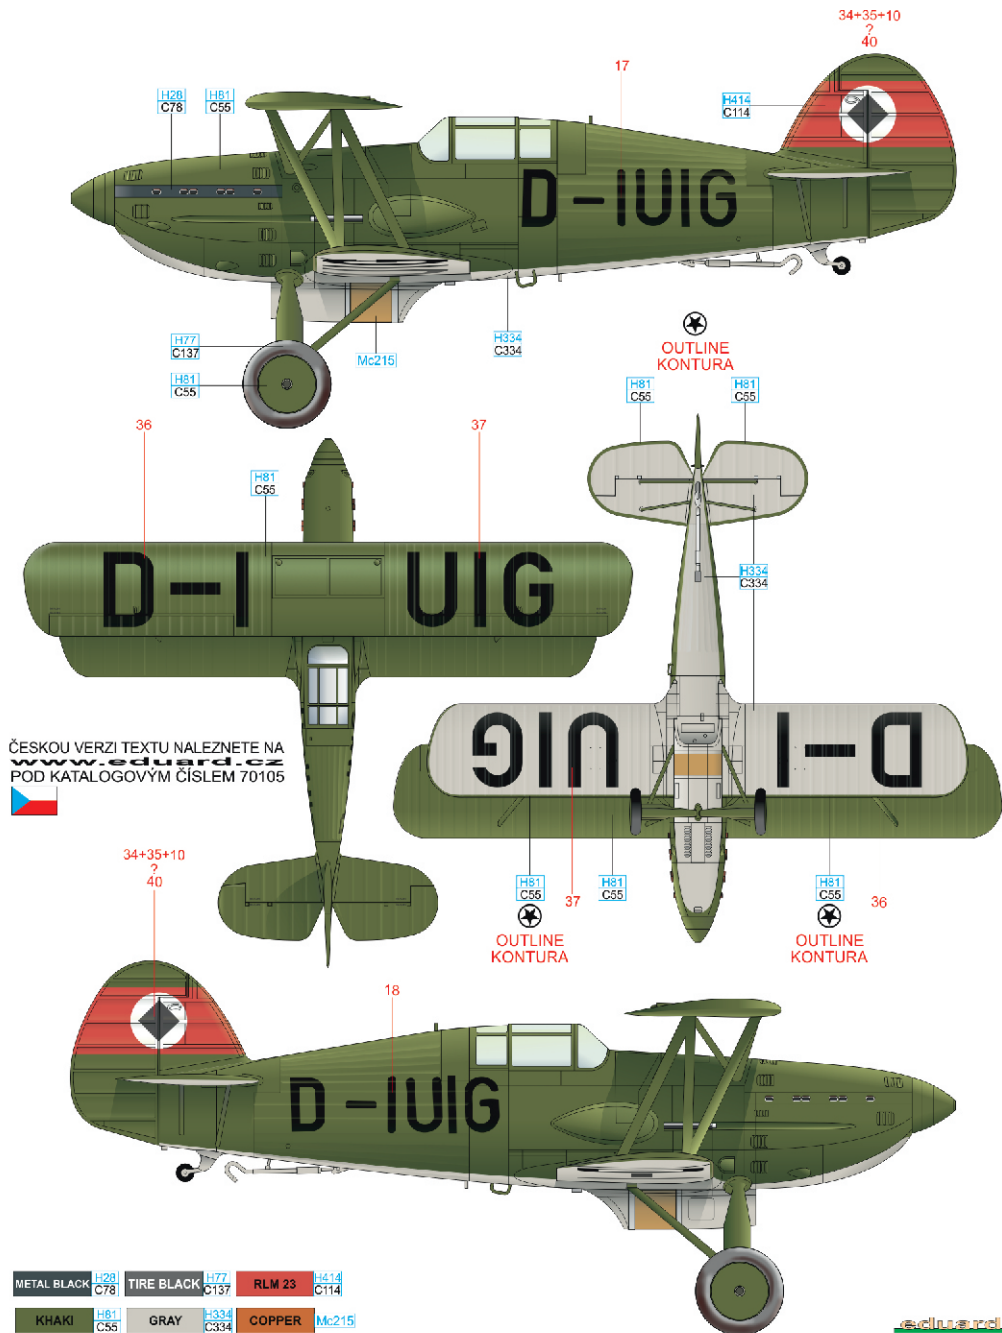 34+35+10
?
40
17
H28
C78
H81
C55
H414
C114
D-IUIG
H77
C137
H81
C55
Mc215
H334
C334
OUTLINE
KONTURA
H81
C55
H81
C55
36
37
H81
C55
D-I UIG
H334
C334
D-I UIG
ČESKOU VERZI TEXTU NALEZNETE NA
www.eduard.cz
POD KATALOGOVÝM ČÍSLEM 70105
34+35+10
?
40
H81
C55
37
H81
C55
H81
C55
36
OUTLINE
KONTURA
OUTLINE
KONTURA
18
D-IUIG
METAL BLACK H28 C78
TIRE BLACK H77 C137
RLM 23 H414 C114
KHAKI H81 C55
GRAY H334 C334
COPPER Mc215
eduard